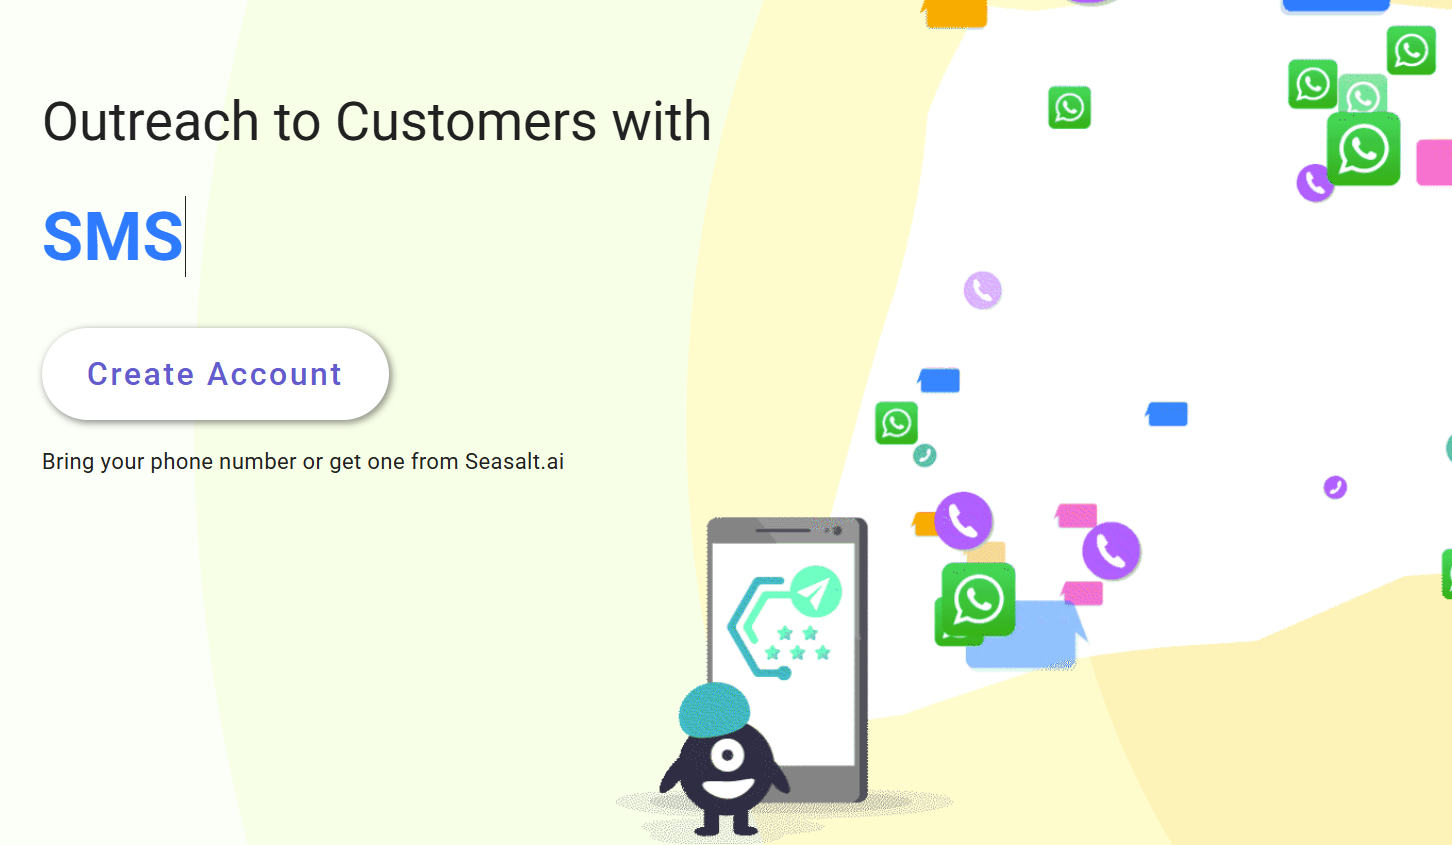 Outreach to Customers with
SMS
Create Account
Bring your phone number or get one from Seasalt.ai